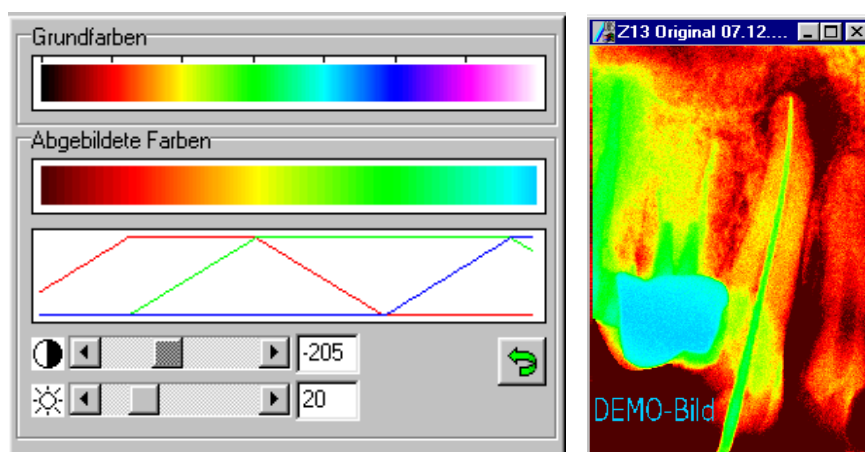 Grundfarben
Abgebildete Farben
-205
20
Z13 Original 07.12....
DEMO-Bild